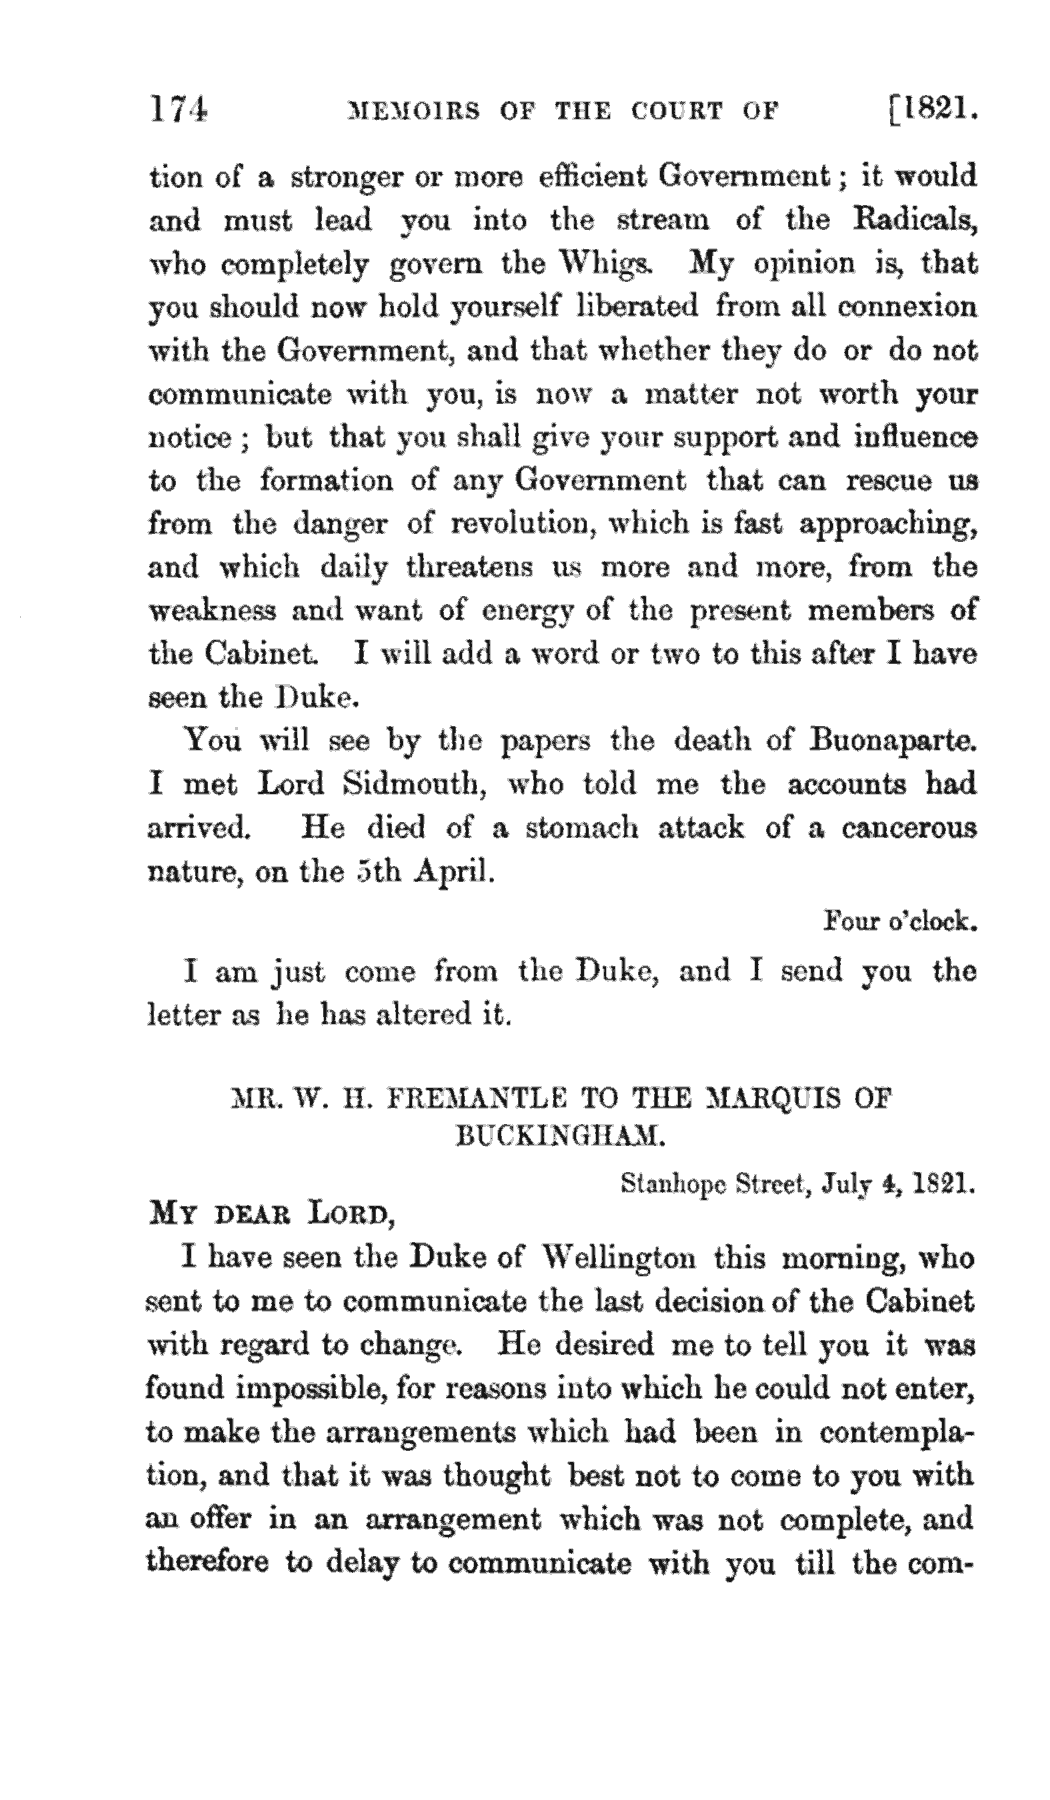 174 MEMOIRS OF THE COURT OF [1821.
tion of a stronger or more efficient Government ; it would
and must lead you into the stream of the Radicals,
who completely govern the Whigs. My opinion is, that
you should now hold yourself liberated from all connexion
with the Government, and that whether they do or do not
communicate with you, is now a matter not worth your
notice ; but that you shall give your support and influence
to the formation of any Government that can rescue us
from the danger of revolution, which is fast approaching,
and which daily threatens us more and more, from the
weakness and want of energy of the present members of
the Cabinet. I will add a word or two to this after I have
seen the Duke.
You will see by the papers the death of Buonaparte.
I met Lord Sidmouth, who told me the accounts had
arrived. He died of a stomach attack of a cancerous
nature, on the 5th April.
Four o'clock.
I am just come from the Duke, and I send you the
letter as he has altered it.
MR. W. H. FREMANTLE TO THE MARQUIS OF
BUCKINGHAM.
Stanhope Street, July 4, 1821.
MY DEAR LORD,
I have seen the Duke of Wellington this morning, who
sent to me to communicate the last decision of the Cabinet
with regard to change. He desired me to tell you it was
found impossible, for reasons into which he could not enter,
to make the arrangements which had been in contempla-
tion, and that it was thought best not to come to you with
an offer in an arrangement which was not complete, and
therefore to delay to communicate with you till the com-